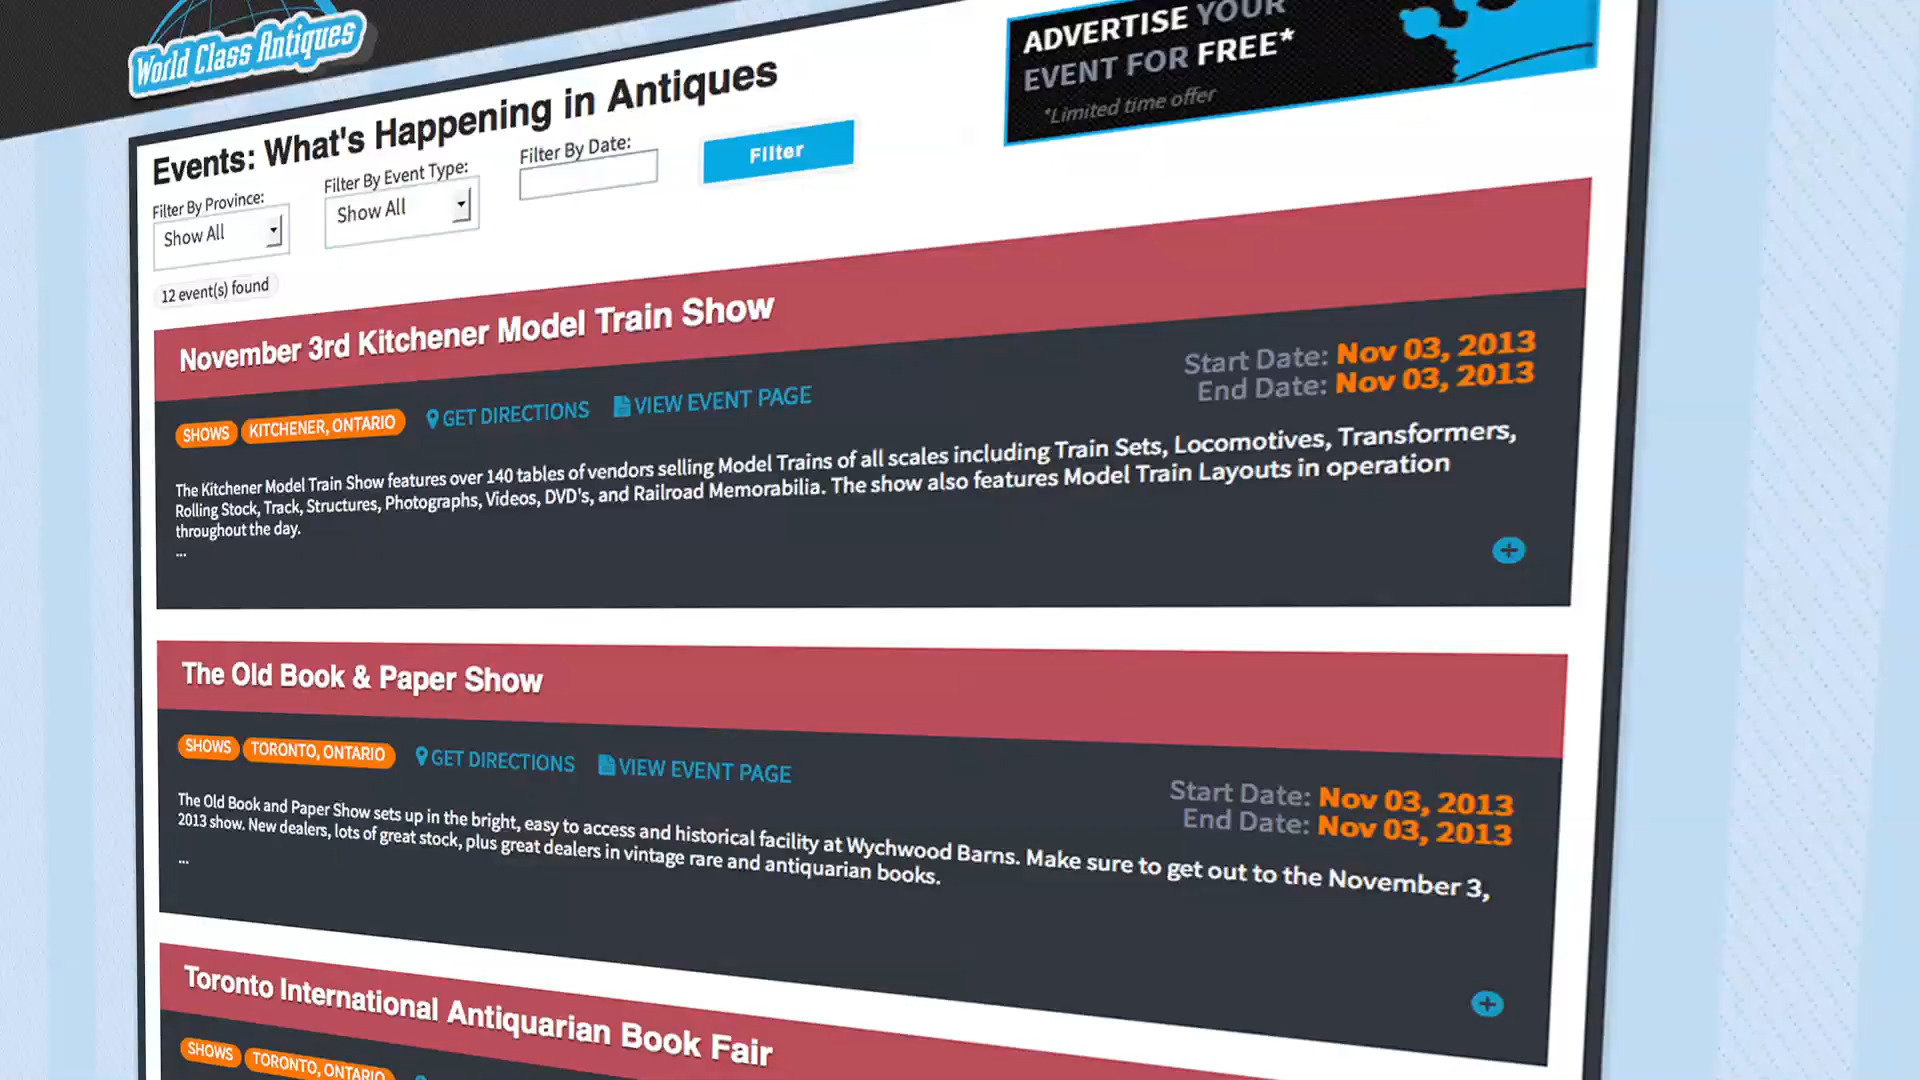 World Class Antiques
ADVERTISE YOUR
EVENT FOR FREE*
*Limited time offer
Events: What's Happening in Antiques
Filter By Province:
Filter By Event Type:
Filter By Date:
Show All
Show All
Filter
12 event(s) found
November 3rd Kitchener Model Train Show
Start Date: Nov 03, 2013
End Date: Nov 03, 2013
SHOWS KITCHENER, ONTARIO GET DIRECTIONS VIEW EVENT PAGE
The Kitchener Model Train Show features over 140 tables of vendors selling Model Trains of all scales including Train Sets, Locomotives, Transformers,
Rolling Stock, Track, Structures, Photographs, Videos, DVD's, and Railroad Memorabilia. The show also features Model Train Layouts in operation
throughout the day.
...
The Old Book & Paper Show
SHOWS TORONTO, ONTARIO GET DIRECTIONS VIEW EVENT PAGE
Start Date: Nov 03, 2013
End Date: Nov 03, 2013
The Old Book and Paper Show sets up in the bright, easy to access and historical facility at Wychwood Barns. Make sure to get out to the November 3,
2013 show. New dealers, lots of great stock, plus great dealers in vintage rare and antiquarian books.
...
Toronto International Antiquarian Book Fair
SHOWS TORONTO, ONTARIO